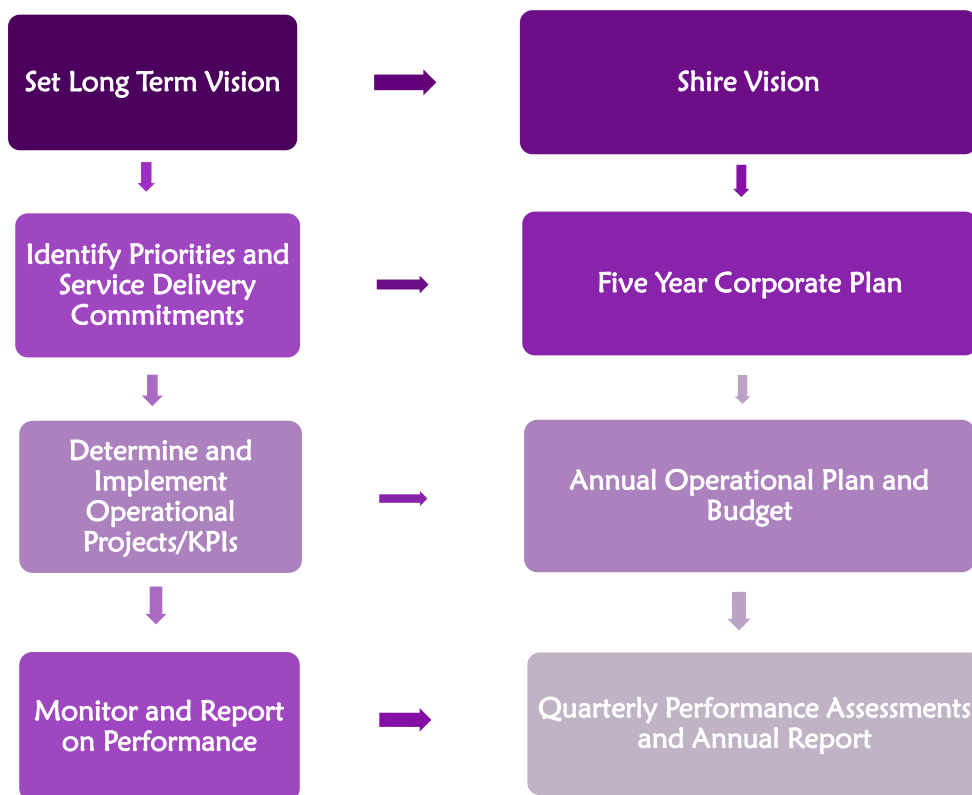 Set Long Term Vision
Shire Vision
Identify Priorities and
Service Delivery
Commitments
Five Year Corporate Plan
Determine and
Implement
Operational
Projects/KPIs
Annual Operational Plan and
Budget
Monitor and Report
on Performance
Quarterly Performance Assessments
and Annual Report